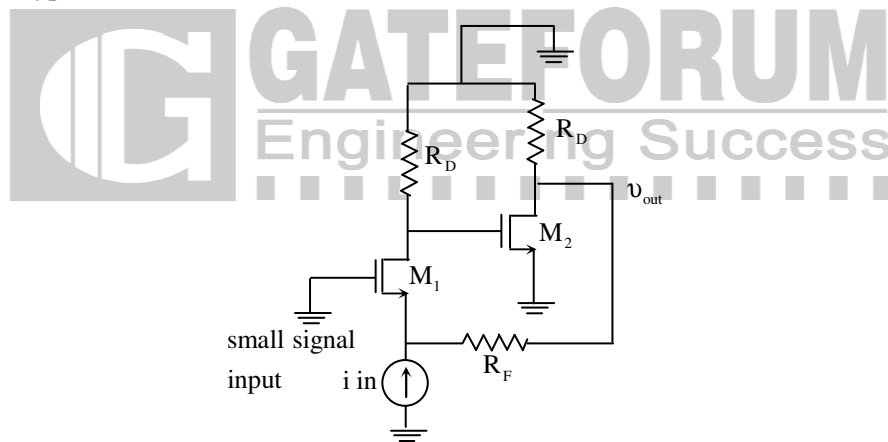 GATEFORUM
Engineering Success
R_D
R_D
υ_out
M_2
M_1
small signal
input
i in
R_F